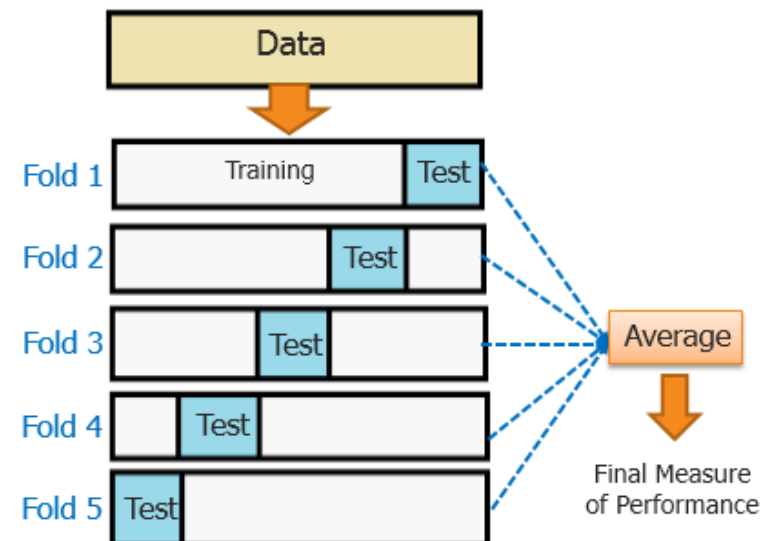 Data
Fold 1 Training Test
Fold 2 Test
Fold 3 Test
Average
Fold 4 Test
Final Measure
of Performance
Fold 5 Test